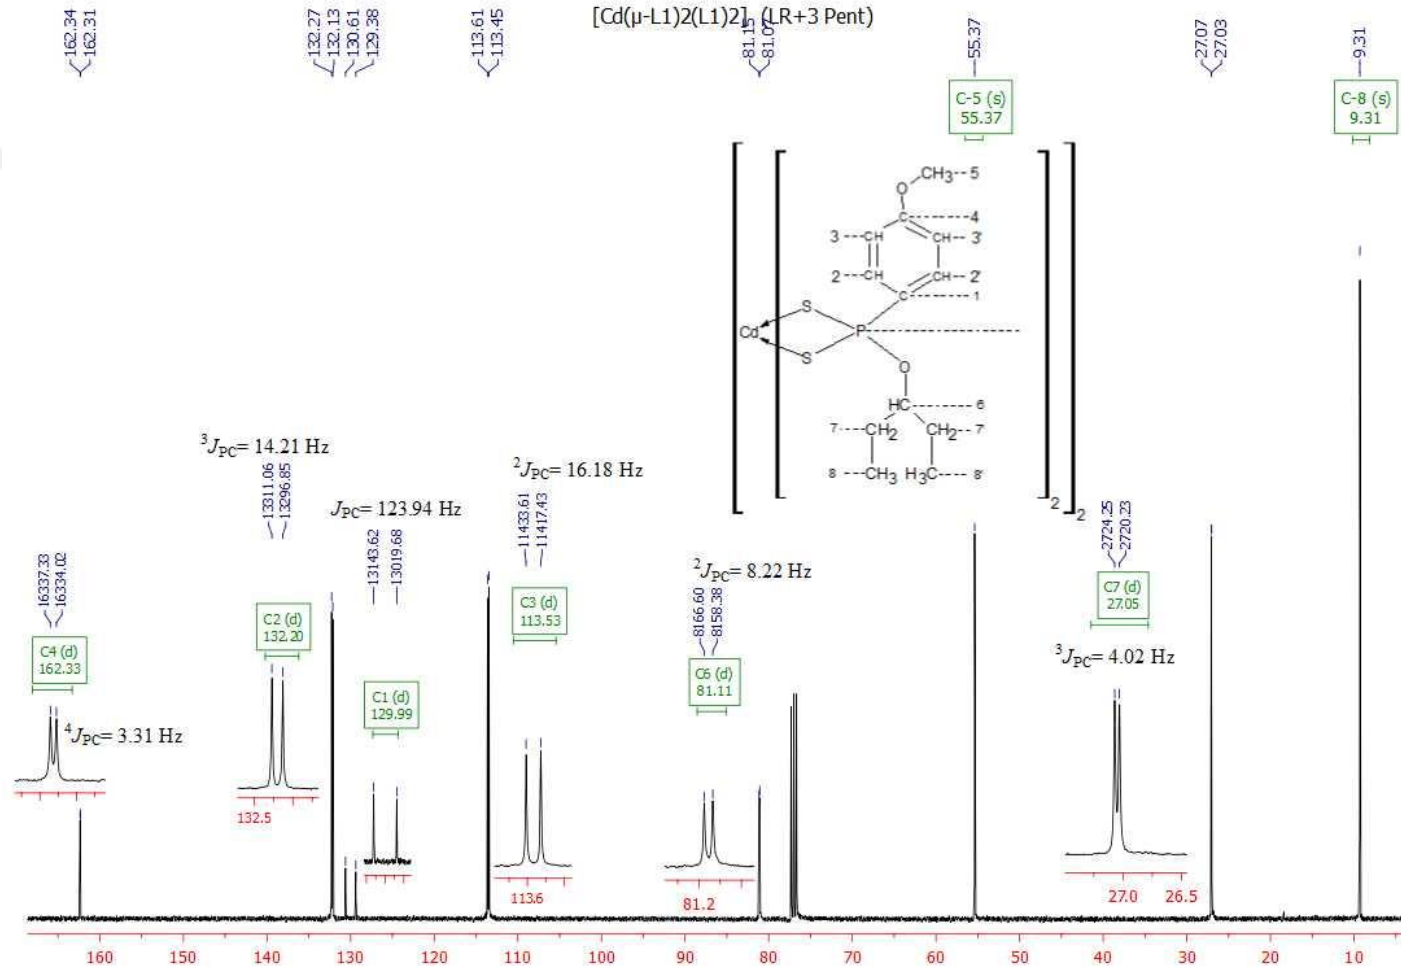 [Cd(µ-L1)2(L1)2] (LR+3 Pent)
162.34
162.31
132.27
132.13
130.61
129.38
113.61
113.45
81.15
81.07
55.37
27.07
27.03
9.31
C-5 (s)
55.37
C-8 (s)
9.31
O
CH3--5
C
4
3
CH
CH
3'
2
CH
CH
2'
C
1
S
Cd
P
S
O
HC
6
7
CH2
CH2
7'
8
CH3
H3C
8'
2
2
3JPC= 14.21 Hz
13311.06
13296.85
JPC= 123.94 Hz
13143.62
13019.68
2JPC= 16.18 Hz
11433.61
11417.43
2JPC= 8.22 Hz
8166.60
8158.38
2724.25
2720.23
16337.33
16334.02
C4 (d)
162.33
C2 (d)
132.20
C1 (d)
129.99
C3 (d)
113.53
C6 (d)
81.11
C7 (d)
27.05
3JPC= 4.02 Hz
4JPC= 3.31 Hz
132.5
113.6
81.2
27.0
26.5
160 150 140 130 120 110 100 90 80 70 60 50 40 30 20 10